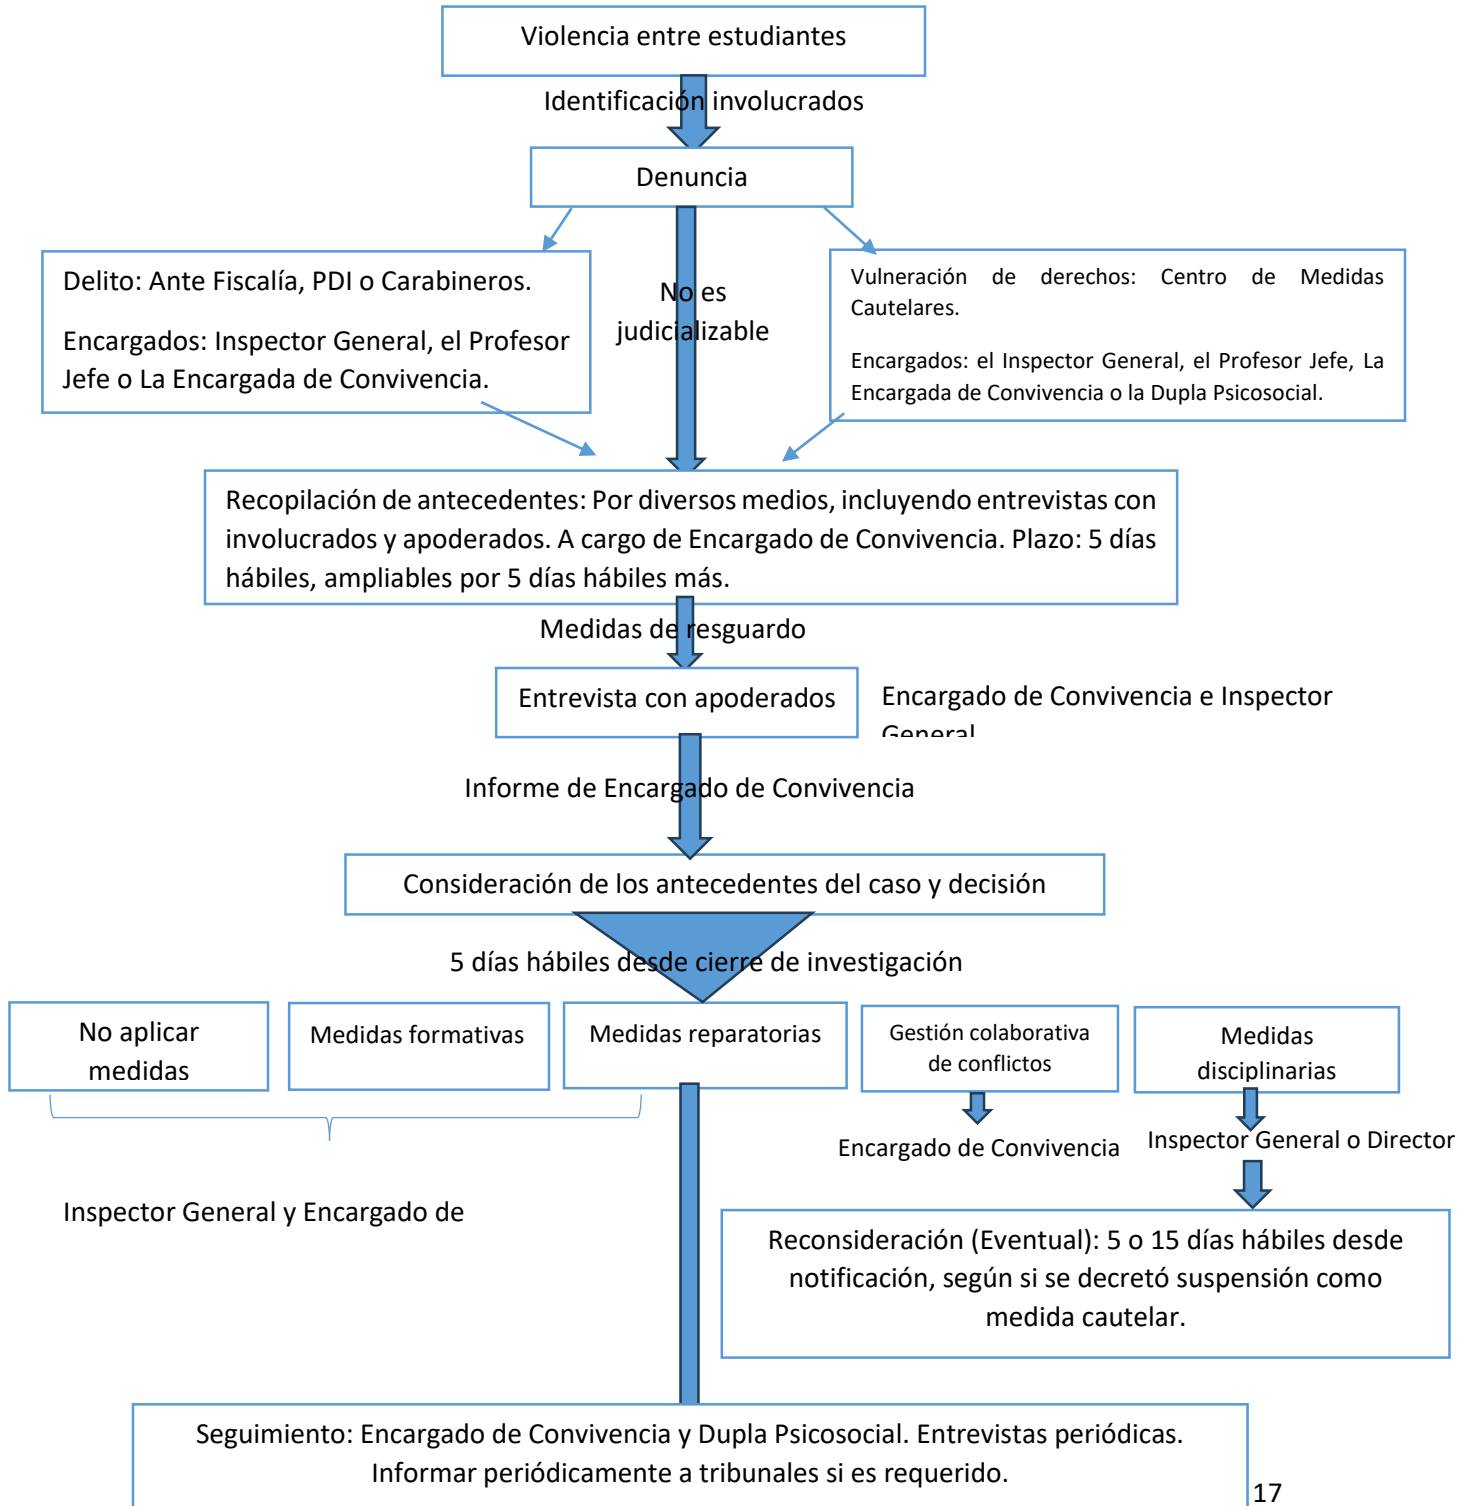 Violencia entre estudiantes
Identificación involucrados
Denuncia
Delito: Ante Fiscalía, PDI o Carabineros.
Encargados: Inspector General, el Profesor
Jefe o La Encargada de Convivencia.
No es
judicializable
Vulneración de derechos: Centro de Medidas
Cautelares.
Encargados: el Inspector General, el Profesor Jefe, La
Encargada de Convivencia o la Dupla Psicosocial.
Recopilación de antecedentes: Por diversos medios, incluyendo entrevistas con
involucrados y apoderados. A cargo de Encargado de Convivencia. Plazo: 5 días
hábiles, ampliables por 5 días hábiles más.
Medidas de resguardo
Entrevista con apoderados
Encargado de Convivencia e Inspector
General
Informe de Encargado de Convivencia
Consideración de los antecedentes del caso y decisión
5 días hábiles desde cierre de investigación
No aplicar
medidas
Medidas formativas
Medidas reparatorias
Gestión colaborativa
de conflictos
Medidas
disciplinarias
Encargado de Convivencia
Inspector General o Director
Inspector General y Encargado de
Reconsideración (Eventual): 5 o 15 días hábiles desde
notificación, según si se decretó suspensión como
medida cautelar.
Seguimiento: Encargado de Convivencia y Dupla Psicosocial. Entrevistas periódicas.
Informar periódicamente a tribunales si es requerido.
17